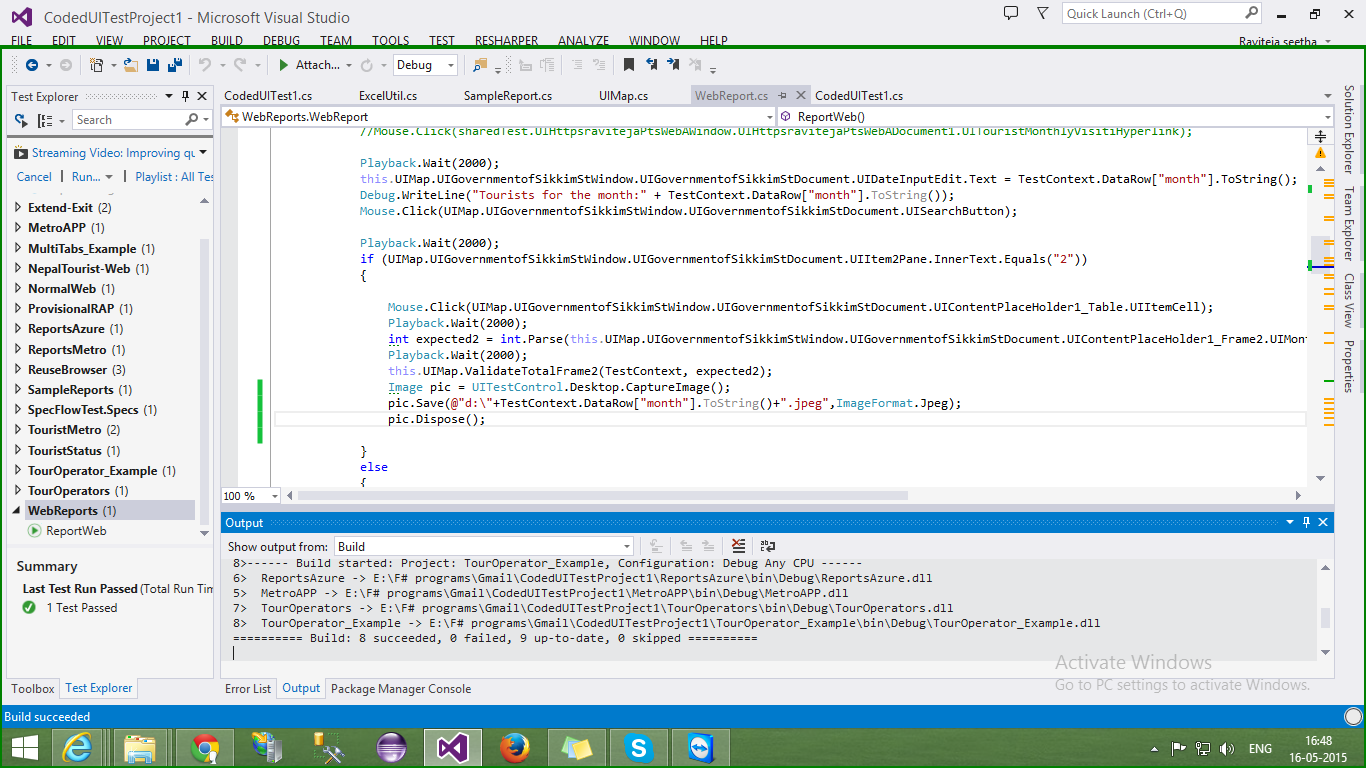 CodedUITestProject1 - Microsoft Visual Studio
Quick Launch (Ctrl+Q)
FILE EDIT VIEW PROJECT BUILD DEBUG TEAM TOOLS TEST RESHARPER ANALYZE WINDOW HELP
Raviteja seetha
Attach... Debug
Test Explorer
CodedUITest1.cs ExcelUtil.cs SampleReport.cs UIMap.cs WebReport.cs CodedUITest1.cs
Search
WebReports.WebReport ReportWeb()
Streaming Video: Improving qu
Cancel Run... Playlist : All Tes
Extend-Exit (2)
MetroAPP (1)
MultiTabs_Example (1)
NepalTourist-Web (1)
NormalWeb (1)
ProvisionalRAP (1)
ReportsAzure (1)
ReportsMetro (1)
ReuseBrowser (3)
SampleReports (1)
SpecFlowTest.Specs (1)
TouristMetro (2)
TouristStatus (1)
TourOperator_Example (1)
TourOperators (1)
WebReports (1)
ReportWeb
Summary
Last Test Run Passed (Total Run Tim
1 Test Passed
Toolbox Test Explorer
//Mouse.Click(sharedTest.UIHttpsravitejaPtsWebAWindow.UIHttpsravitejaPtsWebADocument1.UITouristMonthlyVisitiHyperlink);
Playback.Wait(2000);
this.UIMap.UIGovernmentofSikkimStWindow.UIGovernmentofSikkimStDocument.UIDateInputEdit.Text = TestContext.DataRow["month"].ToString();
Debug.WriteLine("Tourists for the month:" + TestContext.DataRow["month"].ToString());
Mouse.Click(UIMap.UIGovernmentofSikkimStWindow.UIGovernmentofSikkimStDocument.UISearchButton);
Playback.Wait(2000);
if (UIMap.UIGovernmentofSikkimStWindow.UIGovernmentofSikkimStDocument.UIItem2Pane.InnerText.Equals("2"))
{
Mouse.Click(UIMap.UIGovernmentofSikkimStWindow.UIGovernmentofSikkimStDocument.UIContentPlaceHolder1_Table.UIItemCell);
Playback.Wait(2000);
int expected2 = int.Parse(this.UIMap.UIGovernmentofSikkimStWindow.UIGovernmentofSikkimStDocument.UIContentPlaceHolder1_Frame2.UIMon
Playback.Wait(2000);
this.UIMap.ValidateTotalFrame2(TestContext, expected2);
Image pic = UITestControl.Desktop.CaptureImage();
pic.Save(@"d:\"+TestContext.DataRow["month"].ToString()+".jpeg",ImageFormat.Jpeg);
pic.Dispose();
}
else
{
100 %
Solution Explorer
Team Explorer
Class View
Properties
Output
Show output from: Build
8>------ Build started: Project: TourOperator_Example, Configuration: Debug Any CPU ------
6> ReportsAzure -> E:\F# programs\Gmail\CodedUITestProject1\ReportsAzure\bin\Debug\ReportsAzure.dll
5> MetroAPP -> E:\F# programs\Gmail\CodedUITestProject1\MetroAPP\bin\Debug\MetroAPP.dll
7> TourOperators -> E:\F# programs\Gmail\CodedUITestProject1\TourOperators\bin\Debug\TourOperators.dll
8> TourOperator_Example -> E:\F# programs\Gmail\CodedUITestProject1\TourOperator_Example\bin\Debug\TourOperator_Example.dll
========== Build: 8 succeeded, 0 failed, 9 up-to-date, 0 skipped ==========
Activate Windows
Go to PC settings to activate Windows.
Error List Output Package Manager Console
Build succeeded
ENG
16:48
16-05-2015